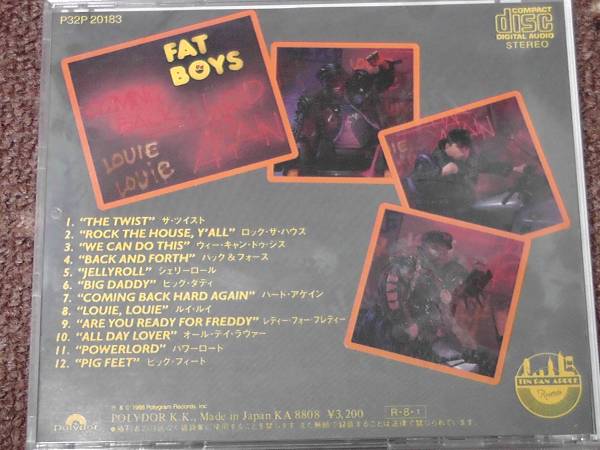 P32P 20183
COMPACT
disc
DIGITAL AUDIO
STEREO
FAT
BOYS
LOUIE
LOUIE
1. "THE TWIST" ザ・ツイスト
2. "ROCK THE HOUSE, Y'ALL" ロック・ザ・ハウス
3. "WE CAN DO THIS" ウィー・キャン・ドゥ・ジス
4. "BACK AND FORTH" バック＆フォース
5. "JELLYROLL" ジェリーロール
6. "BIG DADDY" ビッグ・ダディ
7. "COMING BACK HARD AGAIN" ハード・アゲイン
8. "LOUIE, LOUIE" ルイ・ルイ
9. "ARE YOU READY FOR FREDDY" レディー・フォー・フレディー
10. "ALL DAY LOVER" オール・デイ・ラヴァー
11. "POWERLORD" パワーロード
12. "PIG FEET" ピッグ・フィート
℗ & © 1988 Polygram Records, Inc
POLYDOR K.K., Made in Japan KA 8808 ¥3,200
R-8・1
polydor
TIN PAN APPLE